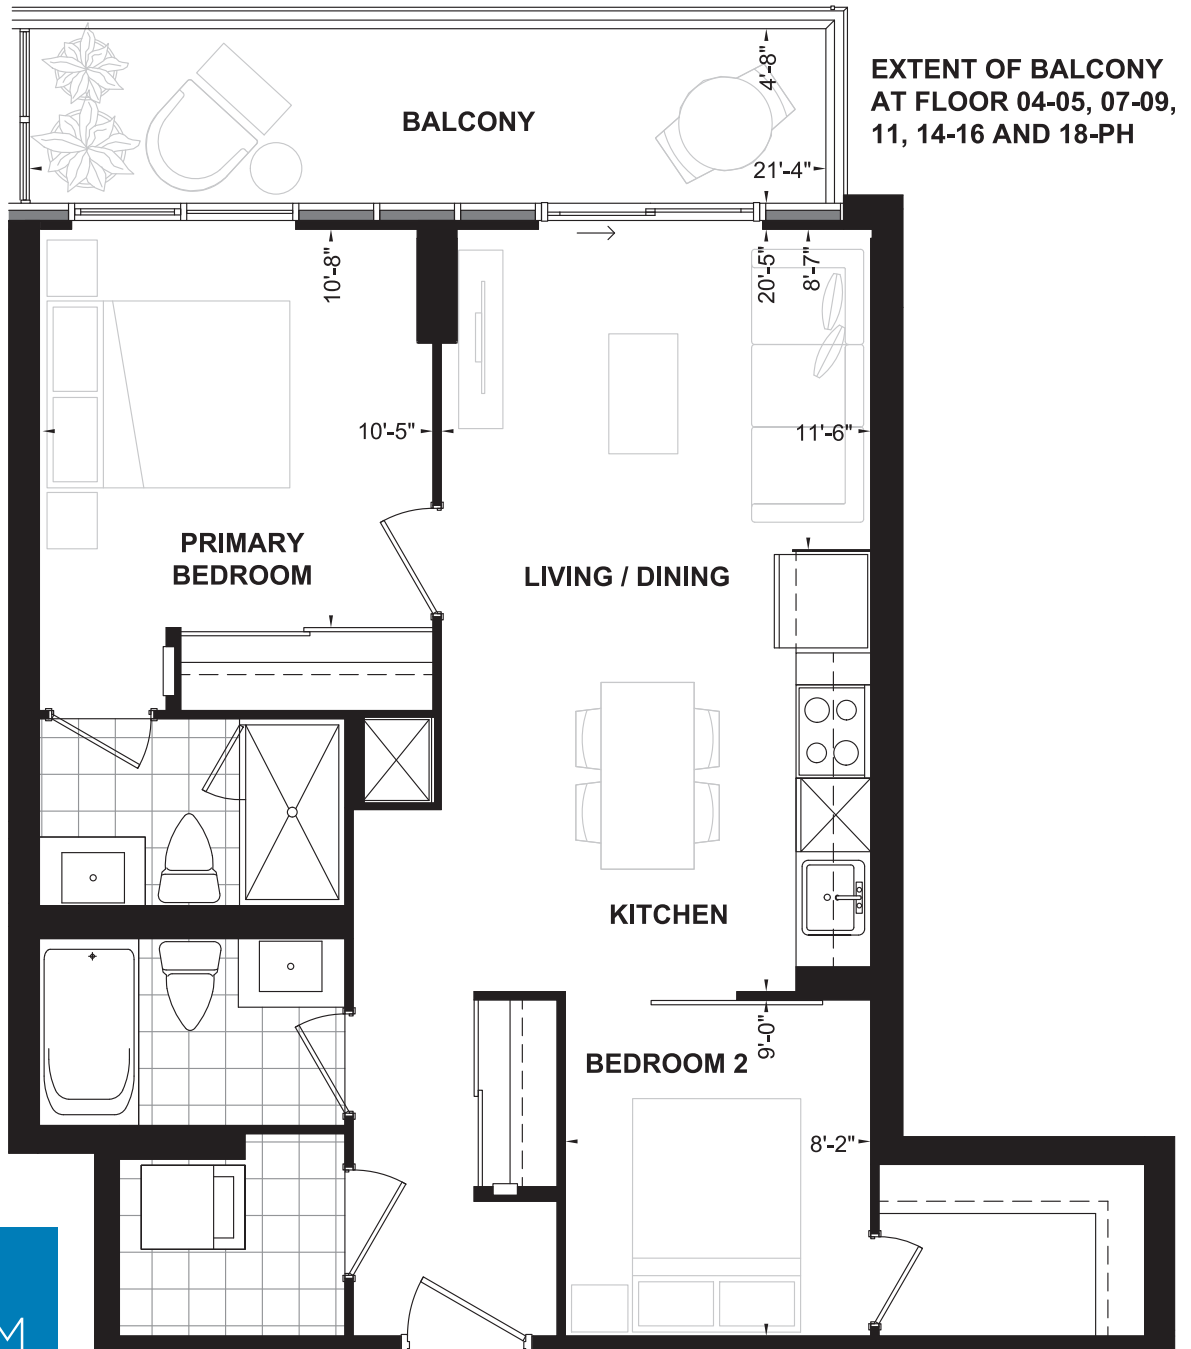 EXTENT OF BALCONY
AT FLOOR 04-05, 07-09,
11, 14-16 AND 18-PH
4'-8"
BALCONY
21'-4"
10'-8"
20'-5"
8'-7"
10'-5"
11'-6"
PRIMARY
BEDROOM
LIVING / DINING
KITCHEN
9'-0"
BEDROOM 2
8'-2"
M